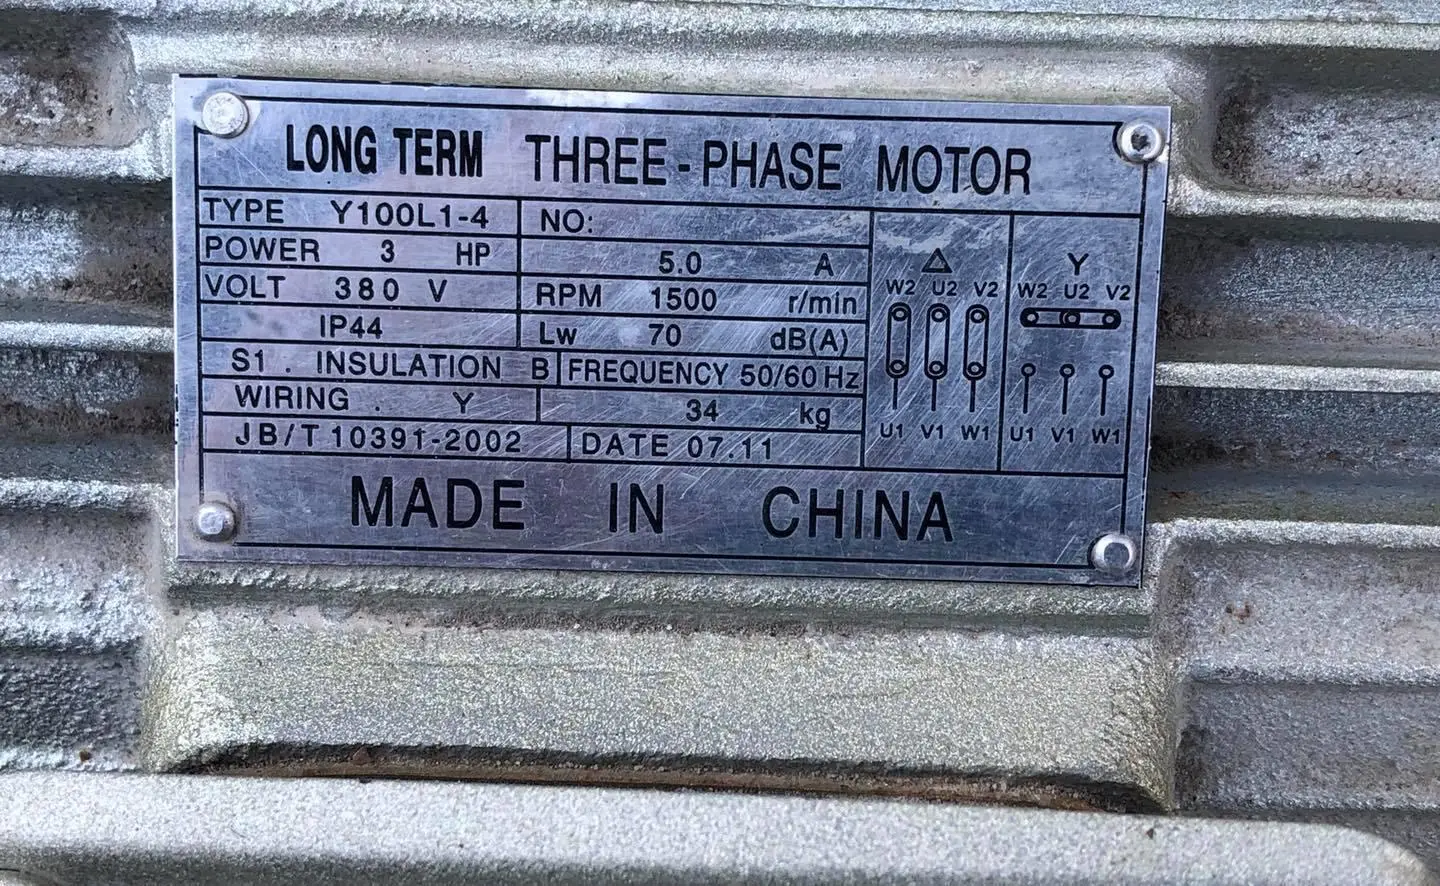 LONG TERM THREE-PHASE MOTOR
TYPE Y100L1-4 NO:
POWER 3 HP 5.0 A
VOLT 380 V RPM 1500 r/min
IP44 Lw 70 dB(A)
S1 . INSULATION B FREQUENCY 50/60 Hz
WIRING . Y 34 kg
JB/T 10391-2002 DATE 07.11
△
W2 U2 V2
U1 V1 W1
Y
W2 U2 V2
U1 V1 W1
MADE IN CHINA